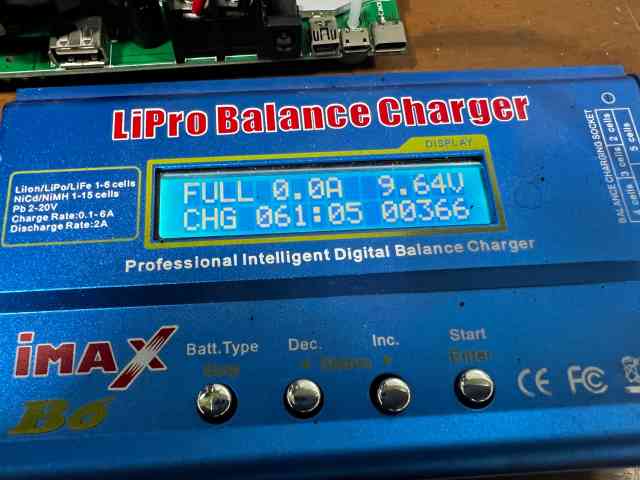 LiPro Balance Charger
DISPLAY
LiIon/LiPo/LiFe 1-6 cells
NiCd/NiMH 1-15 cells
Pb 2-20V
Charge Rate:0.1-6A
Discharge Rate:2A
FULL 0.0A 9.64V
CHG 061:05 00366
Professional Intelligent Digital Balance Charger
BALANCE CHARGING SOCKET
2 cells
3 cells
5 cells
iMAX
B6
Batt.Type
Stop
Dec.
Inc.
◄ Status ►
Start
Enter
CE FC